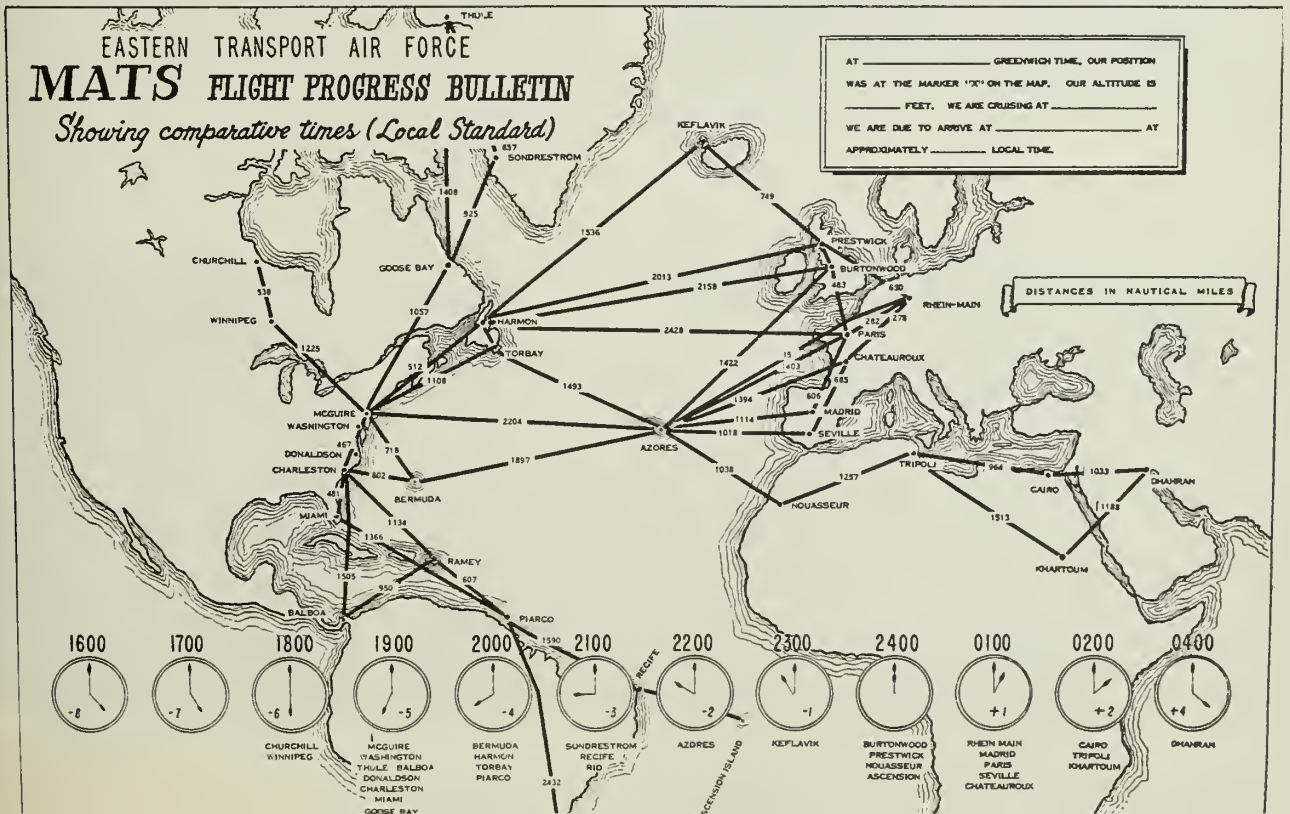 THULE
EASTERN TRANSPORT AIR FORCE
MATS FLIGHT PROGRESS BULLETIN
Showing comparative times (Local Standard)
AT GREENWICH TIME, OUR POSITION
WAS AT THE MARKER "X" ON THE MAP. OUR ALTITUDE IS
FEET. WE ARE CRUISING AT
WE ARE DUE TO ARRIVE AT AT
APPROXIMATELY LOCAL TIME.
KEFLAVIK
857
SONDRESTROM
1408
925
749
1536
PRESTWICK
CHURCHILL
GOOSE BAY
BURTONWOOD
2013
2158
483
650
DISTANCES IN NAUTICAL MILES
538
RHEIN-MAIN
1057
WINNIPEG
HARMON
282
278
2428
PARIS
1225
TORBAY
15
CHATEAUROUX
512
1422
1403
1108
685
1493
606
1394
MCGUIRE
MADRID
1114
2204
WASHINGTON
1018
SEVILLE
AZORES
467
718
DONALDSON
1897
CHARLESTON
802
1038
1257
TRIPOLI
964
1033
CAIRO
DHAHRAN
481
BERMUDA
NOUASSEUR
1188
MIAMI
1134
1513
1366
RAMEY
KHARTOUM
1505
950
607
BALBOA
PIARCO
1590
1600 1700 1800 1900 2000 2100 2200 2300 2400 0100 0200 0400
RECIFE
-8 -7 -6 -5 -4 -3 -2 -1 +1 +2 +4
CHURCHILL
WINNIPEG
MCGUIRE
WASHINGTON
THULE BALBOA
DONALDSON
CHARLESTON
MIAMI
GOOSE BAY
BERMUDA
HARMON
TORBAY
PIARCO
2432
SONDRESTROM
RECIFE
RIO
AZORES
ASCENSION ISLAND
KEFLAVIK
BURTONWOOD
PRESTWICK
NOUASSEUR
ASCENSION
RHEIN MAIN
MADRID
PARIS
SEVILLE
CHATEAUROUX
CAIRO
TRIPOLI
KHARTOUM
DHAHRAN